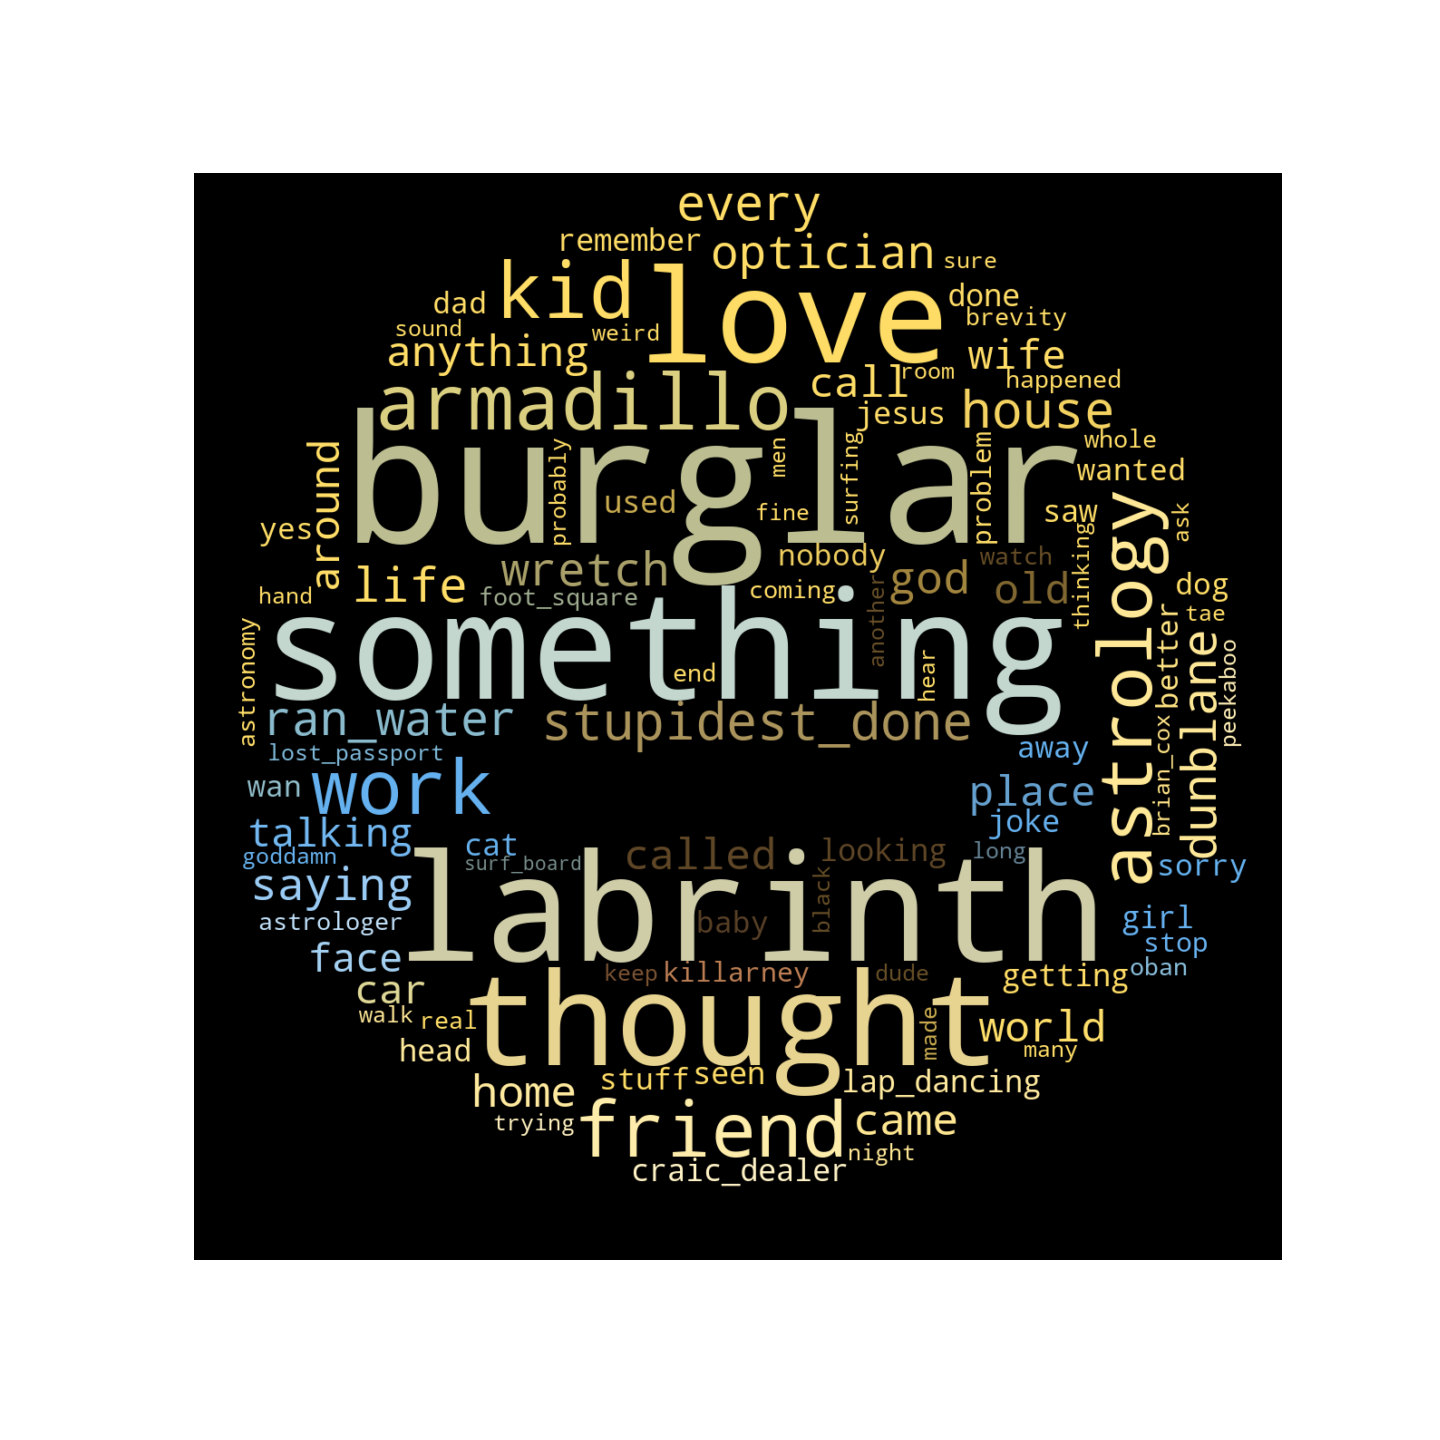 every
remember
optician
sure
kid
love
dad
done
sound
weird
brevity
anything
wife
call
room
happened
armadillo
jesus
house
burglar
whole
around
probably
men
surfing
problem
wanted
used
fine
saw
yes
astrology
ask
thinking
nobody
watch
wretch
god
old
life
foot_square
coming
another
dog
hand
better
tae
something
astronomy
dunblane
peekaboo
end
hear
ran_water
stupidest_done
brian_cox
lost_passport
away
work
wan
place
talking
joke
cat
called
looking
long
goddamn
surf_board
sorry
saying
labrinth
black
astrologer
baby
girl
face
stop
keep
killarney
dude
getting
oban
car
thought
walk
real
made
world
head
many
stuff
seen
lap_dancing
home
friend
came
trying
night
craic_dealer